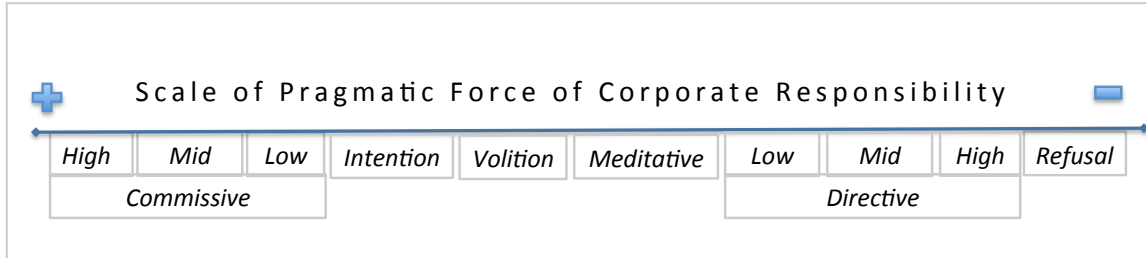 Scale of Pragmatic Force of Corporate Responsibility
High Mid Low Intention Volition Meditative Low Mid High Refusal
Commissive Directive